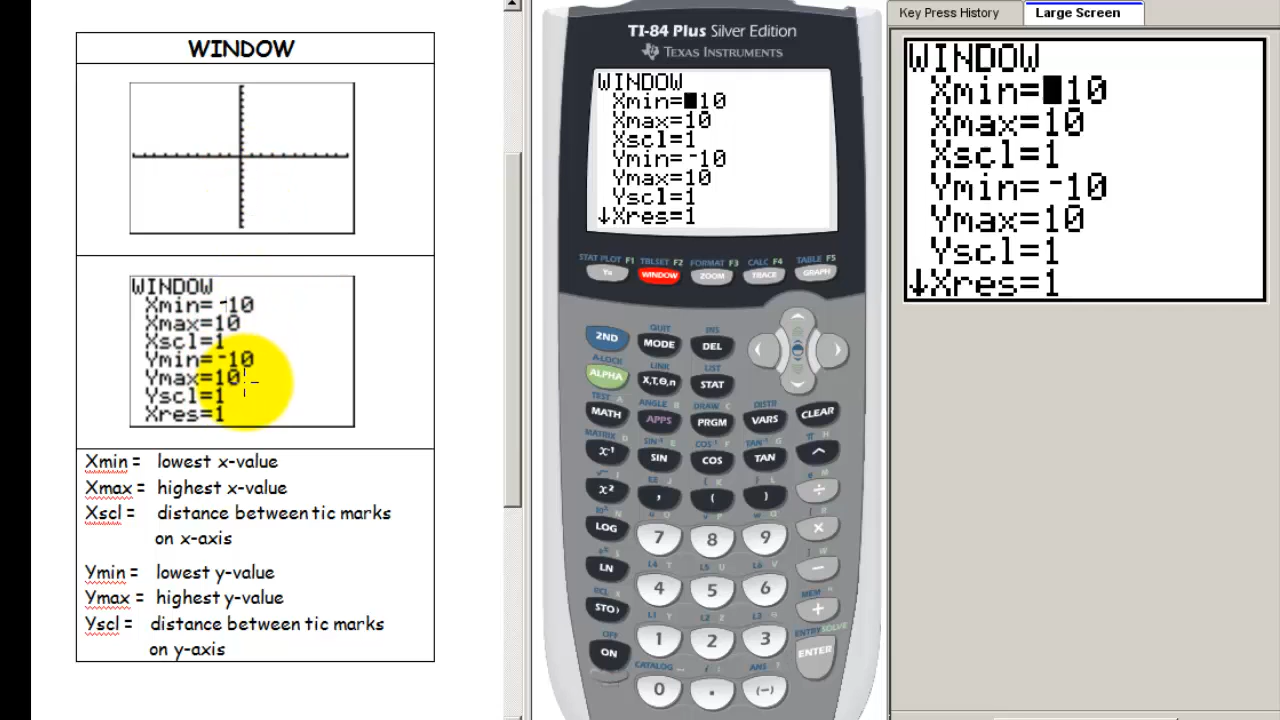 WINDOW
WINDOW
Xmin=-10
Xmax=10
Xscl=1
Ymin=-10
Ymax=10
Yscl=1
Xres=1
Xmin = lowest x-value
Xmax = highest x-value
Xscl = distance between tic marks
on x-axis
Ymin = lowest y-value
Ymax = highest y-value
Yscl = distance between tic marks
on y-axis
TI-84 Plus Silver Edition
TEXAS INSTRUMENTS
WINDOW
Xmin=█10
Xmax=10
Xscl=1
Ymin=-10
Ymax=10
Yscl=1
↓Xres=1
STAT PLOT F1 TBLSET F2 FORMAT F3 CALC F4 TABLE F5
Y= WINDOW ZOOM TRACE GRAPH
QUIT INS
2ND MODE DEL
A-LOCK LINK LIST
ALPHA X,T,Θ,n STAT
TEST A ANGLE B DRAW C DISTR
MATH APPS PRGM VARS CLEAR
MATRIX D SIN⁻¹ E COS⁻¹ F TAN⁻¹ G π H
x⁻¹ SIN COS TAN ^
√ I EE J { K } L
x² , ( ) ÷
10ˣ N u O v P w Q [
LOG 7 8 9 ×
eˣ S L4 T L5 U L6 V ] W
LN 4 5 6 −
RCL X L1 Y L2 Z L3 θ MEM "
STO▸ 1 2 3 +
OFF CATALOG : ANS ? ENTRY SOLVE
ON 0 . (−) ENTER
Key Press History Large Screen
WINDOW
Xmin=█10
Xmax=10
Xscl=1
Ymin=-10
Ymax=10
Yscl=1
↓Xres=1